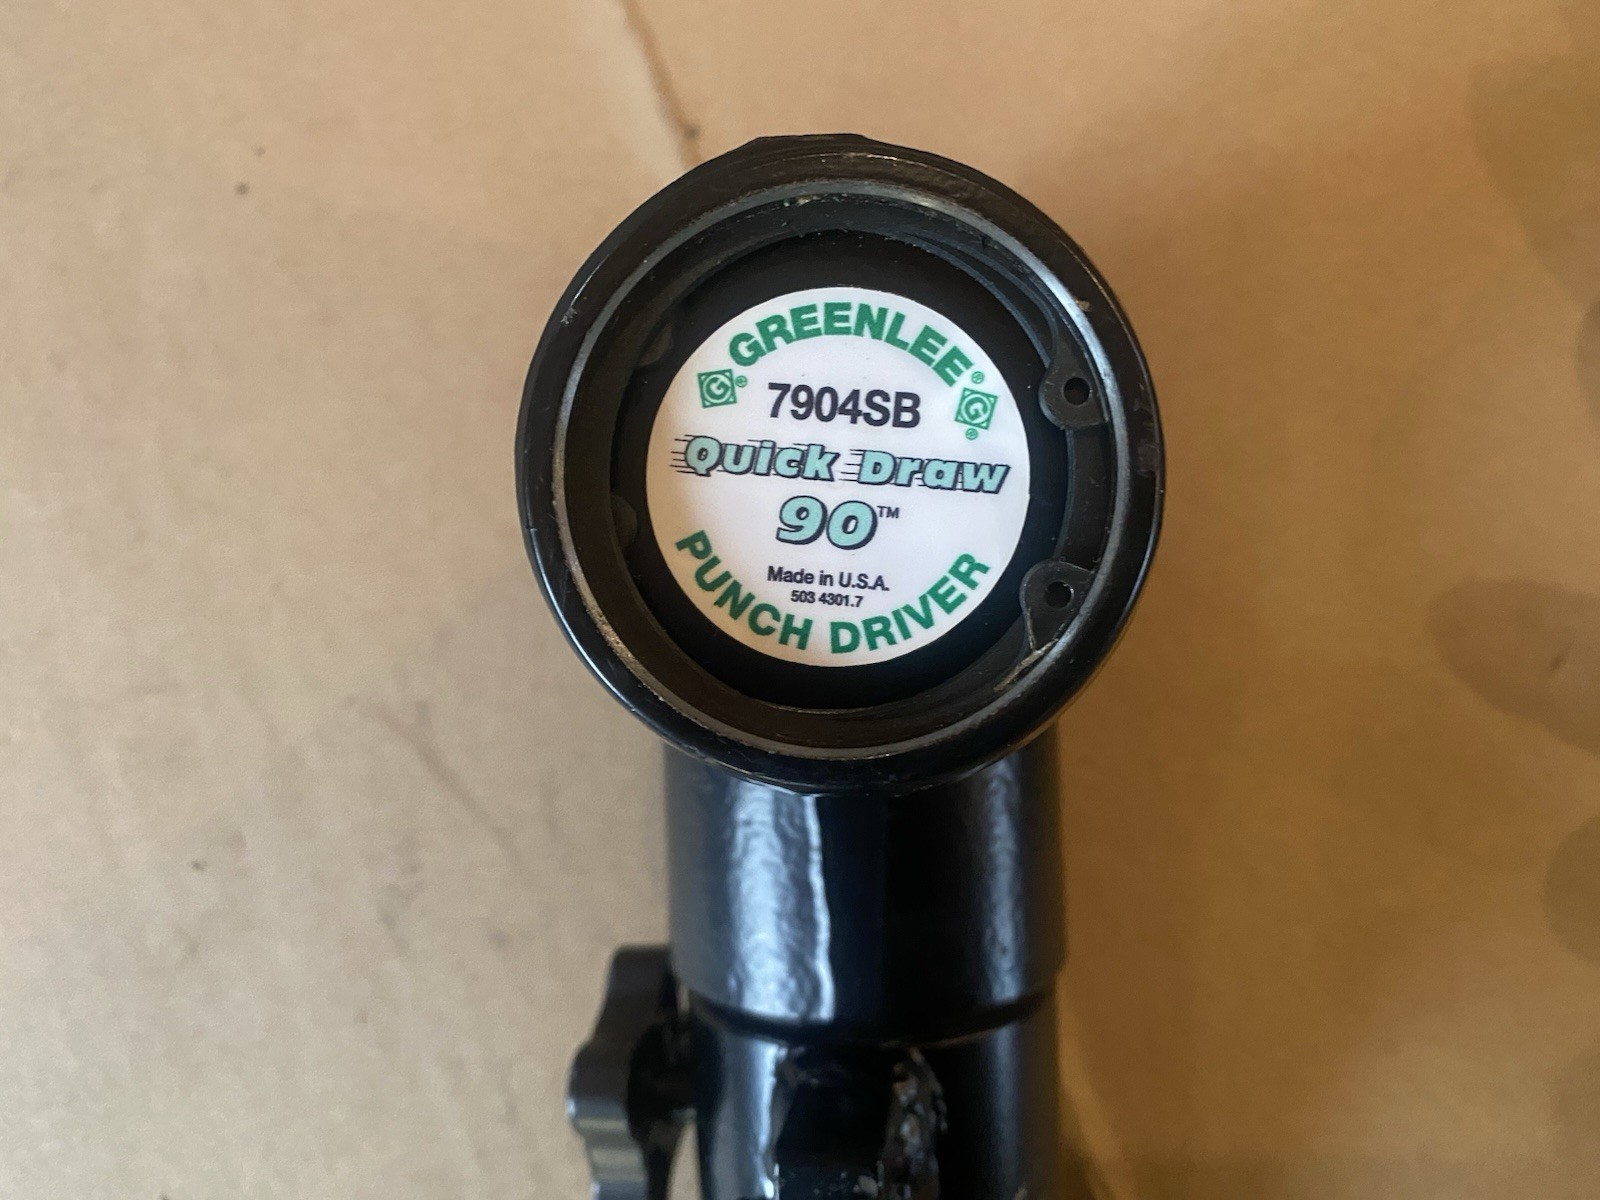 GREENLEE®
G® G®
7904SB
Quick Draw
90™
Made in U.S.A.
503 4301.7
PUNCH DRIVER